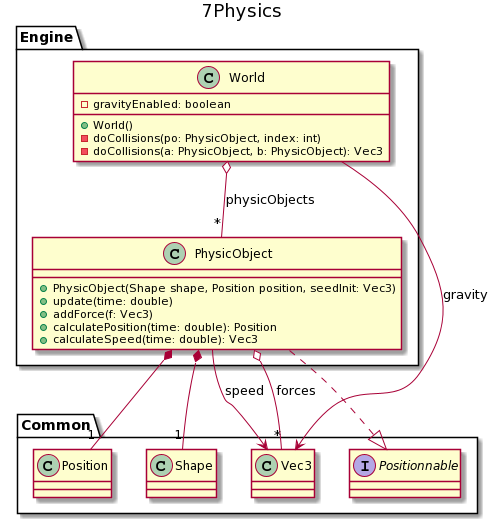 7Physics
Engine
C World
gravityEnabled: boolean
World()
doCollisions(po: PhysicObject, index: int)
doCollisions(a: PhysicObject, b: PhysicObject): Vec3
physicObjects
*
C PhysicObject
PhysicObject(Shape shape, Position position, seedInit: Vec3)
update(time: double)
addForce(f: Vec3)
calculatePosition(time: double): Position
calculateSpeed(time: double): Vec3
gravity
speed
forces
Common
1
1
*
C Position
C Shape
C Vec3
I Positionnable